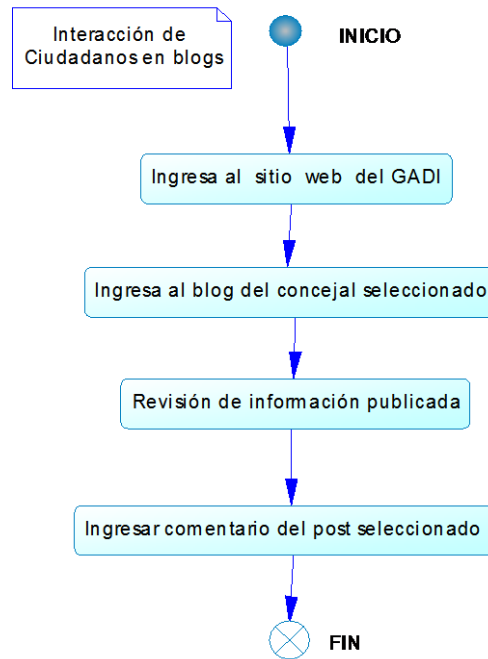 Interacción de
Ciudadanos en blogs
INICIO
Ingresa al sitio web del GADI
Ingresa al blog del concejal seleccionado
Revisión de información publicada
Ingresar comentario del post seleccionado
FIN